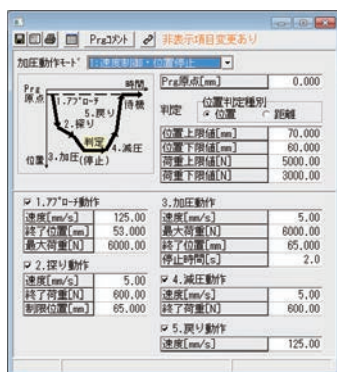 Prgｺﾒﾝﾄ 非表示項目変更あり
加圧動作ﾓｰﾄﾞ 1:速度制御・位置停止
Prg原点
時間
1.ｱﾌﾟﾛｰﾁ
待機
5.戻り
2.探り
判定
4.減圧
位置
3.加圧(停止)
Prg原点[mm] 0.000
判定 位置判定種別
位置 距離
位置上限値[mm] 70.000
位置下限値[mm] 60.000
荷重上限値[N] 5000.00
荷重下限値[N] 3000.00
1.ｱﾌﾟﾛｰﾁ動作
速度[mm/s] 125.00
終了位置[mm] 53.000
最大荷重[N] 6000.00
2.探り動作
速度[mm/s] 5.00
終了荷重[N] 600.00
制限位置[mm] 65.000
3.加圧動作
速度[mm/s] 5.00
最大荷重[N] 6000.00
終了位置[mm] 65.000
停止時間[s] 2.0
4.減圧動作
速度[mm/s] 5.00
終了荷重[N] 600.00
5.戻り動作
速度[mm/s] 125.00